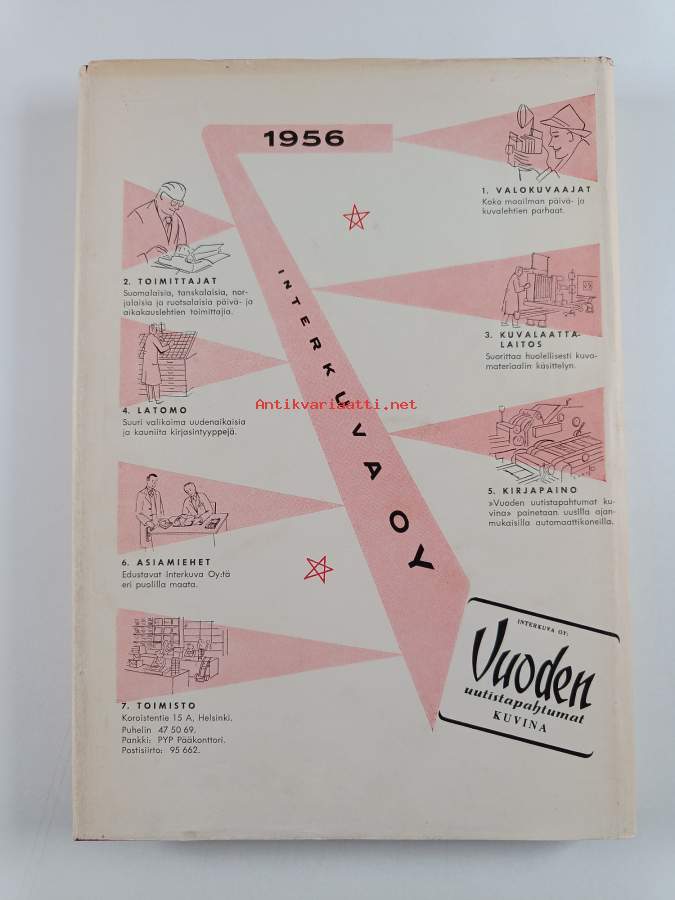 1956
1. VALOKUVAAJAT
Koko maailman päivä- ja
kuvalehtien parhaat.
2. TOIMITTAJAT
Suomalaisia, tanskalaisia, nor-
jalaisia ja ruotsalaisia päivä- ja
aikakauslehtien toimittajia.
INTERKUVA OY
3. KUVALAATTA-
LAITOS
Suorittaa huolellisesti kuva-
materiaalin käsittelyn.
4. LATOMO
Suuri valikoima uudenaikaisia
ja kauniita kirjasintyyppejä.
Antikvariaatti.net
5. KIRJAPAINO
»Vuoden uutistapahtumat ku-
vina» painetaan uusilla ajan-
mukaisilla automaattikoneilla.
6. ASIAMIEHET
Edustavat Interkuva Oy:tä
eri puolilla maata.
7. TOIMISTO
Koroistentie 15 A, Helsinki.
Puhelin 47 50 69.
Pankki: PYP Pääkonttori.
Postisiirto: 95 662.
INTERKUVA OY:
Vuoden
uutistapahtumat
KUVINA